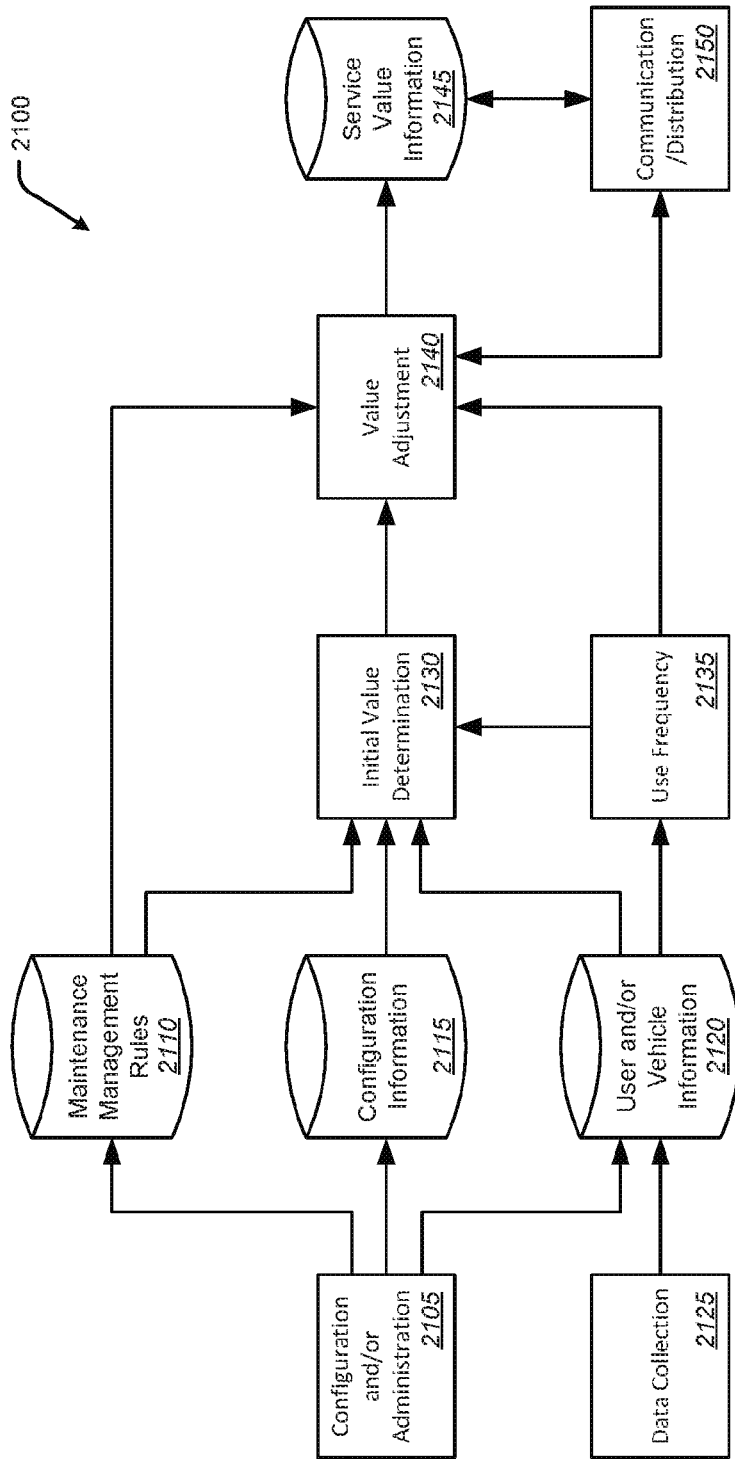 2100
Maintenance
Management
Rules
2110
Configuration
and/or
Administration
2105
Configuration
Information
2115
Initial Value
Determination
2130
Value
Adjustment
2140
Service
Value
Information
2145
Data Collection
2125
User and/or
Vehicle
Information
2120
Use Frequency
2135
Communication
/Distribution
2150